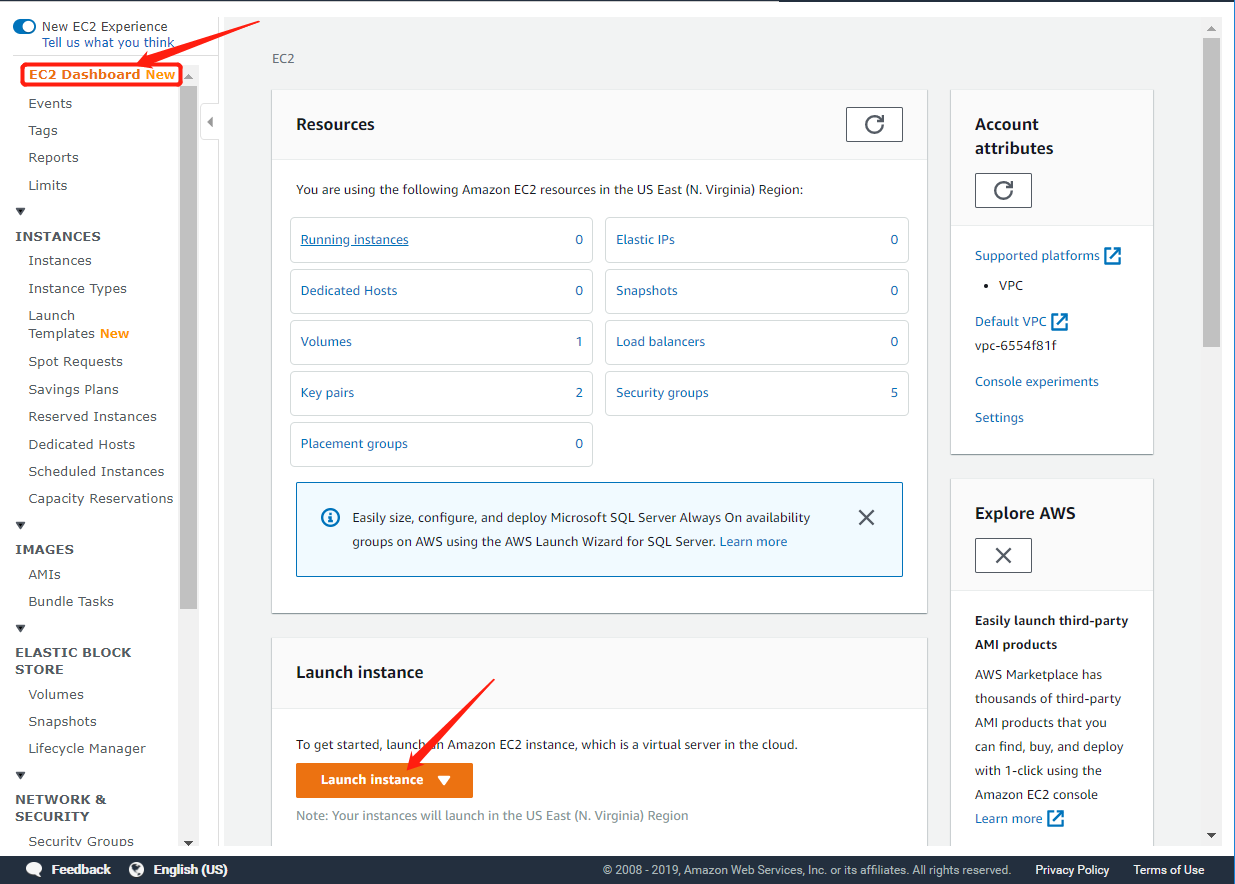 New EC2 Experience
Tell us what you think
EC2 Dashboard New
Events
Tags
Reports
Limits
INSTANCES
Instances
Instance Types
Launch
Templates New
Spot Requests
Savings Plans
Reserved Instances
Dedicated Hosts
Scheduled Instances
Capacity Reservations
IMAGES
AMIs
Bundle Tasks
ELASTIC BLOCK
STORE
Volumes
Snapshots
Lifecycle Manager
NETWORK &
SECURITY
Security Groups
EC2
Resources
You are using the following Amazon EC2 resources in the US East (N. Virginia) Region:
Running instances 0
Elastic IPs 0
Dedicated Hosts 0
Snapshots 0
Volumes 1
Load balancers 0
Key pairs 2
Security groups 5
Placement groups 0
Easily size, configure, and deploy Microsoft SQL Server Always On availability
groups on AWS using the AWS Launch Wizard for SQL Server. Learn more
Launch instance
To get started, launch an Amazon EC2 instance, which is a virtual server in the cloud.
Launch instance
Note: Your instances will launch in the US East (N. Virginia) Region
Account
attributes
Supported platforms
• VPC
Default VPC
vpc-6554f81f
Console experiments
Settings
Explore AWS
Easily launch third-party
AMI products
AWS Marketplace has
thousands of third-party
AMI products that you
can find, buy, and deploy
with 1-click using the
Amazon EC2 console
Learn more
Feedback
English (US)
© 2008 - 2019, Amazon Web Services, Inc. or its affiliates. All rights reserved.
Privacy Policy
Terms of Use